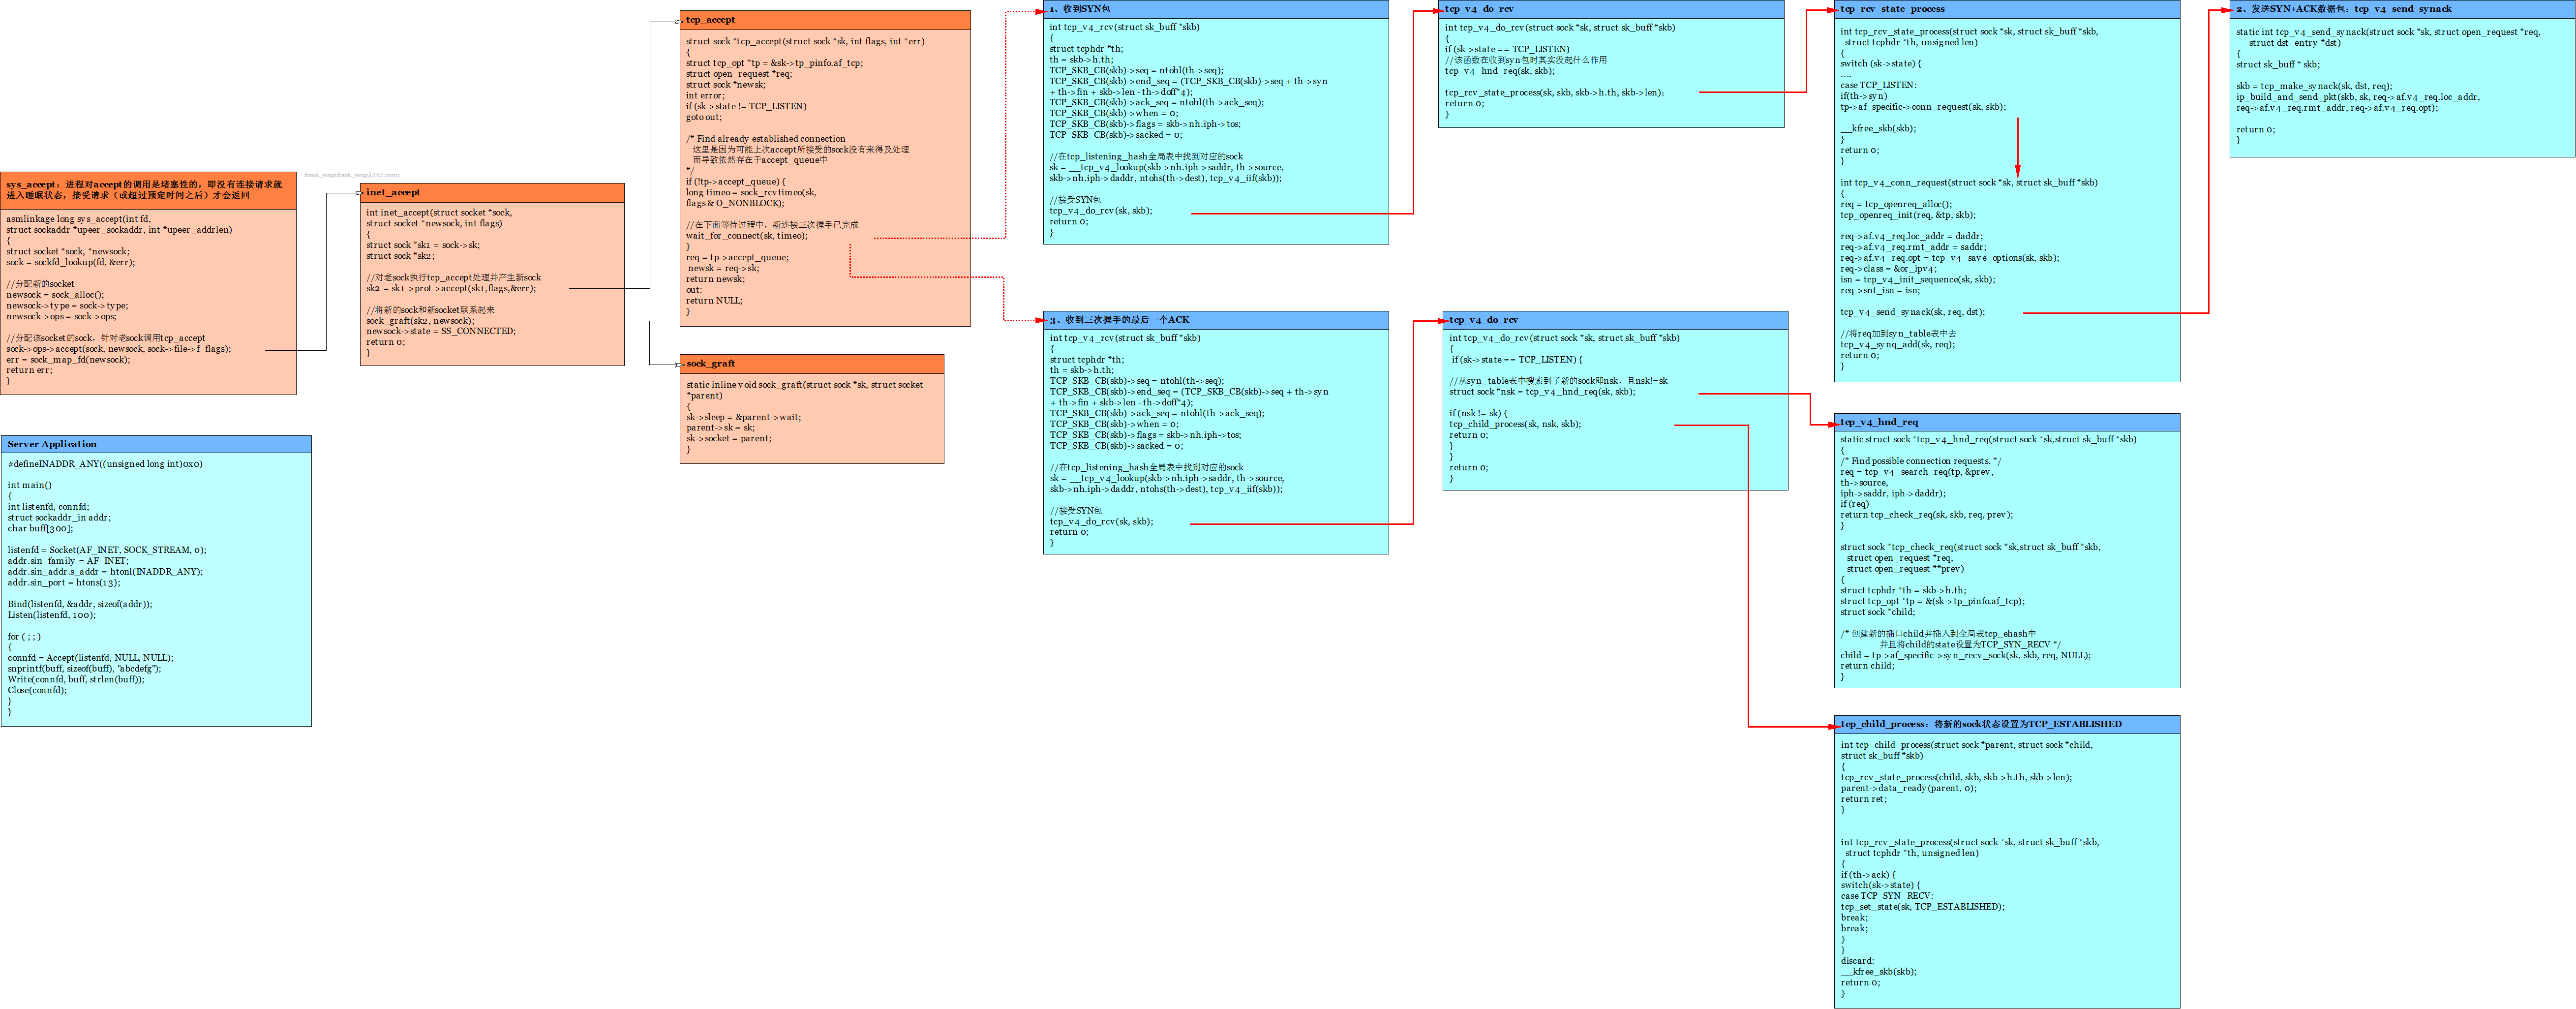 sys_accept：进程对accept的调用是堵塞性的，即没有连接请求就
进入睡眠状态，接受请求（或超过预定时间之后）才会返回
asmlinkage long sys_accept(int fd,
struct sockaddr *upeer_sockaddr, int *upeer_addrlen)
{
struct socket *sock, *newsock;
sock = sockfd_lookup(fd, &err);
//分配新的socket
newsock = sock_alloc();
newsock->type = sock->type;
newsock->ops = sock->ops;
//分配该socket的sock，针对老sock调用tcp_accept
sock->ops->accept(sock, newsock, sock->file->f_flags);
err = sock_map_fd(newsock);
return err;
}
Server Application
#defineINADDR_ANY((unsigned long int)0x0)
int main()
{
int listenfd, connfd;
struct sockaddr_in addr;
char buff[300];
listenfd = Socket(AF_INET, SOCK_STREAM, 0);
addr.sin_family = AF_INET;
addr.sin_addr.s_addr = htonl(INADDR_ANY);
addr.sin_port = htons(13);
Bind(listenfd, &addr, sizeof(addr));
Listen(listenfd, 100);
for ( ; ; )
{
connfd = Accept(listenfd, NULL, NULL);
snprintf(buff, sizeof(buff), "abcdefg");
Write(connfd, buff, strlen(buff));
Close(connfd);
}
}
inet_accept
int inet_accept(struct socket *sock,
struct socket *newsock, int flags)
{
struct sock *sk1 = sock->sk;
struct sock *sk2;
//对老sock执行tcp_accept处理并产生新sock
sk2 = sk1->prot->accept(sk1,flags,&err);
//将新的sock和新socket联系起来
sock_graft(sk2, newsock);
newsock->state = SS_CONNECTED;
return 0;
}
tcp_accept
struct sock *tcp_accept(struct sock *sk, int flags, int *err)
{
struct tcp_opt *tp = &sk->tp_pinfo.af_tcp;
struct open_request *req;
struct sock *newsk;
int error;
if (sk->state != TCP_LISTEN)
goto out;
/* Find already established connection
这里是因为可能上次accept所接受的sock没有来得及处理
而导致依然存在于accept_queue中
*/
if (!tp->accept_queue) {
long timeo = sock_rcvtimeo(sk,
flags & O_NONBLOCK);
//在下面等待过程中，新连接三次握手已完成
wait_for_connect(sk, timeo);
}
req = tp->accept_queue;
newsk = req->sk;
return newsk;
out:
return NULL;
}
sock_graft
static inline void sock_graft(struct sock *sk, struct socket
*parent)
{
sk->sleep = &parent->wait;
parent->sk = sk;
sk->socket = parent;
}
1、收到SYN包
int tcp_v4_rcv(struct sk_buff *skb)
{
struct tcphdr *th;
th = skb->h.th;
TCP_SKB_CB(skb)->seq = ntohl(th->seq);
TCP_SKB_CB(skb)->end_seq = (TCP_SKB_CB(skb)->seq + th->syn
+ th->fin + skb->len - th->doff*4);
TCP_SKB_CB(skb)->ack_seq = ntohl(th->ack_seq);
TCP_SKB_CB(skb)->when = 0;
TCP_SKB_CB(skb)->flags = skb->nh.iph->tos;
TCP_SKB_CB(skb)->sacked = 0;
//在tcp_listening_hash全局表中找到对应的sock
sk = __tcp_v4_lookup(skb->nh.iph->saddr, th->source,
skb->nh.iph->daddr, ntohs(th->dest), tcp_v4_iif(skb));
//接受SYN包
tcp_v4_do_rcv(sk, skb);
return 0;
}
3、收到三次握手的最后一个ACK
int tcp_v4_rcv(struct sk_buff *skb)
{
struct tcphdr *th;
th = skb->h.th;
TCP_SKB_CB(skb)->seq = ntohl(th->seq);
TCP_SKB_CB(skb)->end_seq = (TCP_SKB_CB(skb)->seq + th->syn
+ th->fin + skb->len - th->doff*4);
TCP_SKB_CB(skb)->ack_seq = ntohl(th->ack_seq);
TCP_SKB_CB(skb)->when = 0;
TCP_SKB_CB(skb)->flags = skb->nh.iph->tos;
TCP_SKB_CB(skb)->sacked = 0;
//在tcp_listening_hash全局表中找到对应的sock
sk = __tcp_v4_lookup(skb->nh.iph->saddr, th->source,
skb->nh.iph->daddr, ntohs(th->dest), tcp_v4_iif(skb));
//接受SYN包
tcp_v4_do_rcv(sk, skb);
return 0;
}
tcp_v4_do_rcv
int tcp_v4_do_rcv(struct sock *sk, struct sk_buff *skb)
{
if (sk->state == TCP_LISTEN)
//该函数在收到syn包时其实没起什么作用
tcp_v4_hnd_req(sk, skb);
tcp_rcv_state_process(sk, skb, skb->h.th, skb->len);
return 0;
}
tcp_v4_do_rcv
int tcp_v4_do_rcv(struct sock *sk, struct sk_buff *skb)
{
if (sk->state == TCP_LISTEN) {
//从syn_table表中搜索到了新的sock即nsk，且nsk!=sk
struct sock *nsk = tcp_v4_hnd_req(sk, skb);
if (nsk != sk) {
tcp_child_process(sk, nsk, skb);
return 0;
}
}
return 0;
}
tcp_rcv_state_process
int tcp_rcv_state_process(struct sock *sk, struct sk_buff *skb,
struct tcphdr *th, unsigned len)
{
switch (sk->state) {
....
case TCP_LISTEN:
if(th->syn)
tp->af_specific->conn_request(sk, skb);
__kfree_skb(skb);
}
return 0;
}
int tcp_v4_conn_request(struct sock *sk, struct sk_buff *skb)
{
req = tcp_openreq_alloc();
tcp_openreq_init(req, &tp, skb);
req->af.v4_req.loc_addr = daddr;
req->af.v4_req.rmt_addr = saddr;
req->af.v4_req.opt = tcp_v4_save_options(sk, skb);
req->class = &or_ipv4;
isn = tcp_v4_init_sequence(sk, skb);
req->snt_isn = isn;
tcp_v4_send_synack(sk, req, dst);
//将req加到syn_table表中去
tcp_v4_synq_add(sk, req);
return 0;
}
tcp_v4_hnd_req
static struct sock *tcp_v4_hnd_req(struct sock *sk,struct sk_buff *skb)
{
/* Find possible connection requests. */
req = tcp_v4_search_req(tp, &prev,
th->source,
iph->saddr, iph->daddr);
if (req)
return tcp_check_req(sk, skb, req, prev);
}
struct sock *tcp_check_req(struct sock *sk,struct sk_buff *skb,
struct open_request *req,
struct open_request **prev)
{
struct tcphdr *th = skb->h.th;
struct tcp_opt *tp = &(sk->tp_pinfo.af_tcp);
struct sock *child;
/* 创建新的插口child并插入到全局表tcp_ehash中
并且将child的state设置为TCP_SYN_RECV */
child = tp->af_specific->syn_recv_sock(sk, skb, req, NULL);
return child;
}
tcp_child_process：将新的sock状态设置为TCP_ESTABLISHED
int tcp_child_process(struct sock *parent, struct sock *child,
struct sk_buff *skb)
{
tcp_rcv_state_process(child, skb, skb->h.th, skb->len);
parent->data_ready(parent, 0);
return ret;
}
int tcp_rcv_state_process(struct sock *sk, struct sk_buff *skb,
struct tcphdr *th, unsigned len)
{
if (th->ack) {
switch(sk->state) {
case TCP_SYN_RECV:
tcp_set_state(sk, TCP_ESTABLISHED);
break;
break;
}
}
discard:
__kfree_skb(skb);
return 0;
}
2、发送SYN+ACK数据包：tcp_v4_send_synack
static int tcp_v4_send_synack(struct sock *sk, struct open_request *req,
struct dst_entry *dst)
{
struct sk_buff * skb;
skb = tcp_make_synack(sk, dst, req);
ip_build_and_send_pkt(skb, sk, req->af.v4_req.loc_addr,
req->af.v4_req.rmt_addr, req->af.v4_req.opt);
return 0;
}